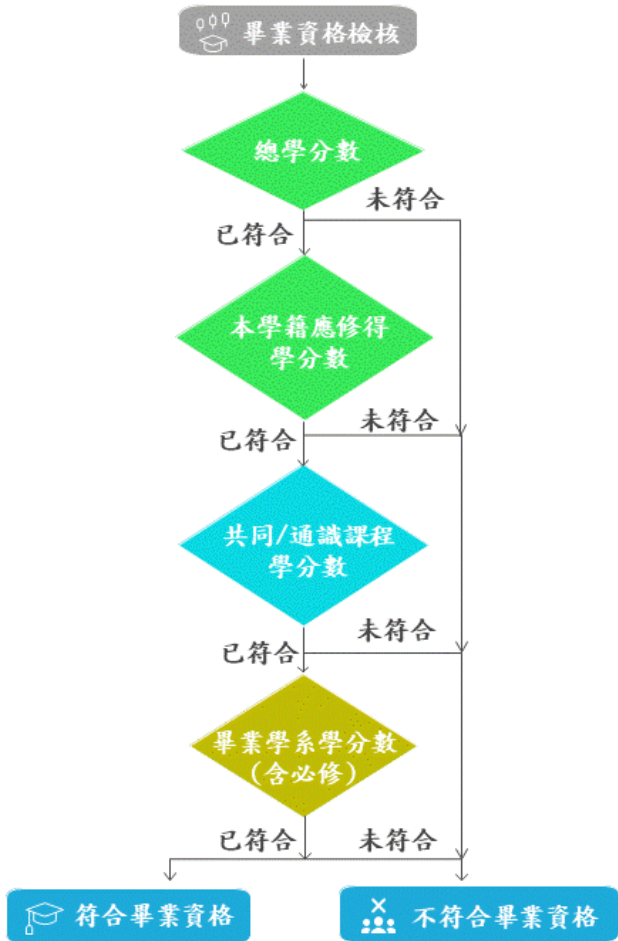 畢業資格檢核
總學分數
未符合
已符合
本學籍應修得
學分數
未符合
已符合
共同/通識課程
學分數
未符合
已符合
畢業學系學分數
(含必修)
已符合
未符合
符合畢業資格
不符合畢業資格